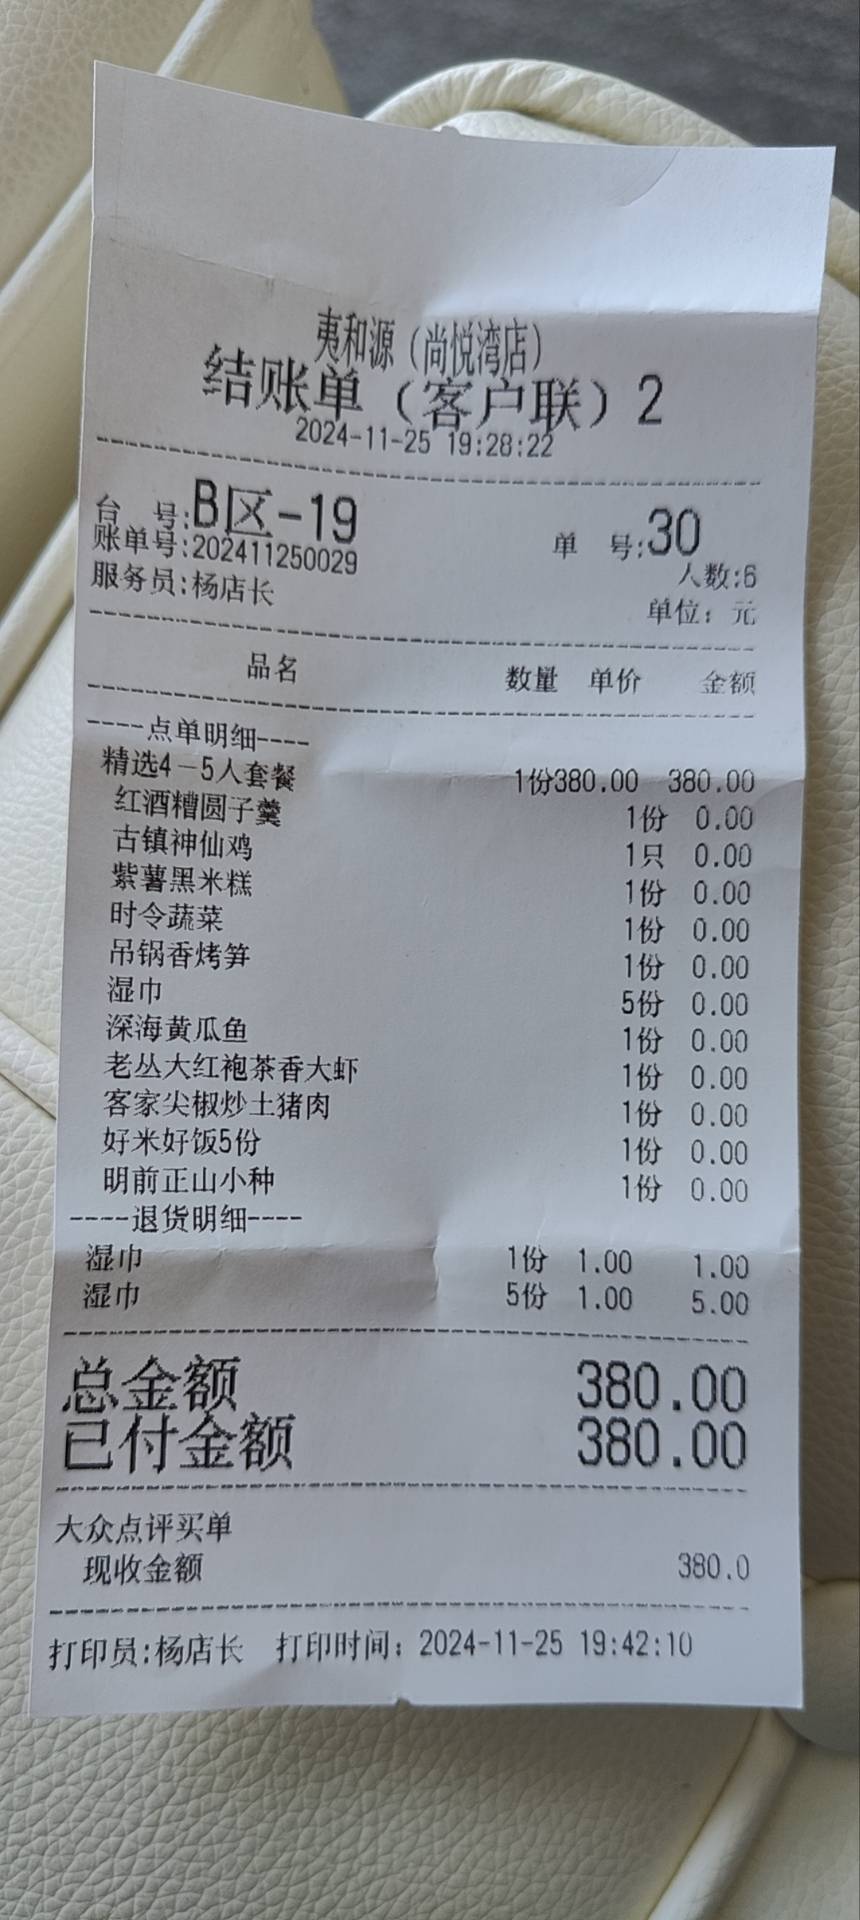 夷和源（尚悦湾店）
结账单（客户联）2
2024-11-25 19:28:22
台 号:B区-19 单 号:30
账单号:202411250029 人数:6
服务员:杨店长 单位：元
品名 数量 单价 金额
----点单明细----
精选4－5人套餐 1份380.00 380.00
红酒糟圆子羹 1份 0.00
古镇神仙鸡 1只 0.00
紫薯黑米糕 1份 0.00
时令蔬菜 1份 0.00
吊锅香烤笋 1份 0.00
湿巾 5份 0.00
深海黄瓜鱼 1份 0.00
老丛大红袍茶香大虾 1份 0.00
客家尖椒炒土猪肉 1份 0.00
好米好饭5份 1份 0.00
明前正山小种 1份 0.00
----退货明细----
湿巾 1份 1.00 1.00
湿巾 5份 1.00 5.00
总金额 380.00
已付金额 380.00
大众点评买单
现收金额 380.0
打印员:杨店长 打印时间：2024-11-25 19:42:10